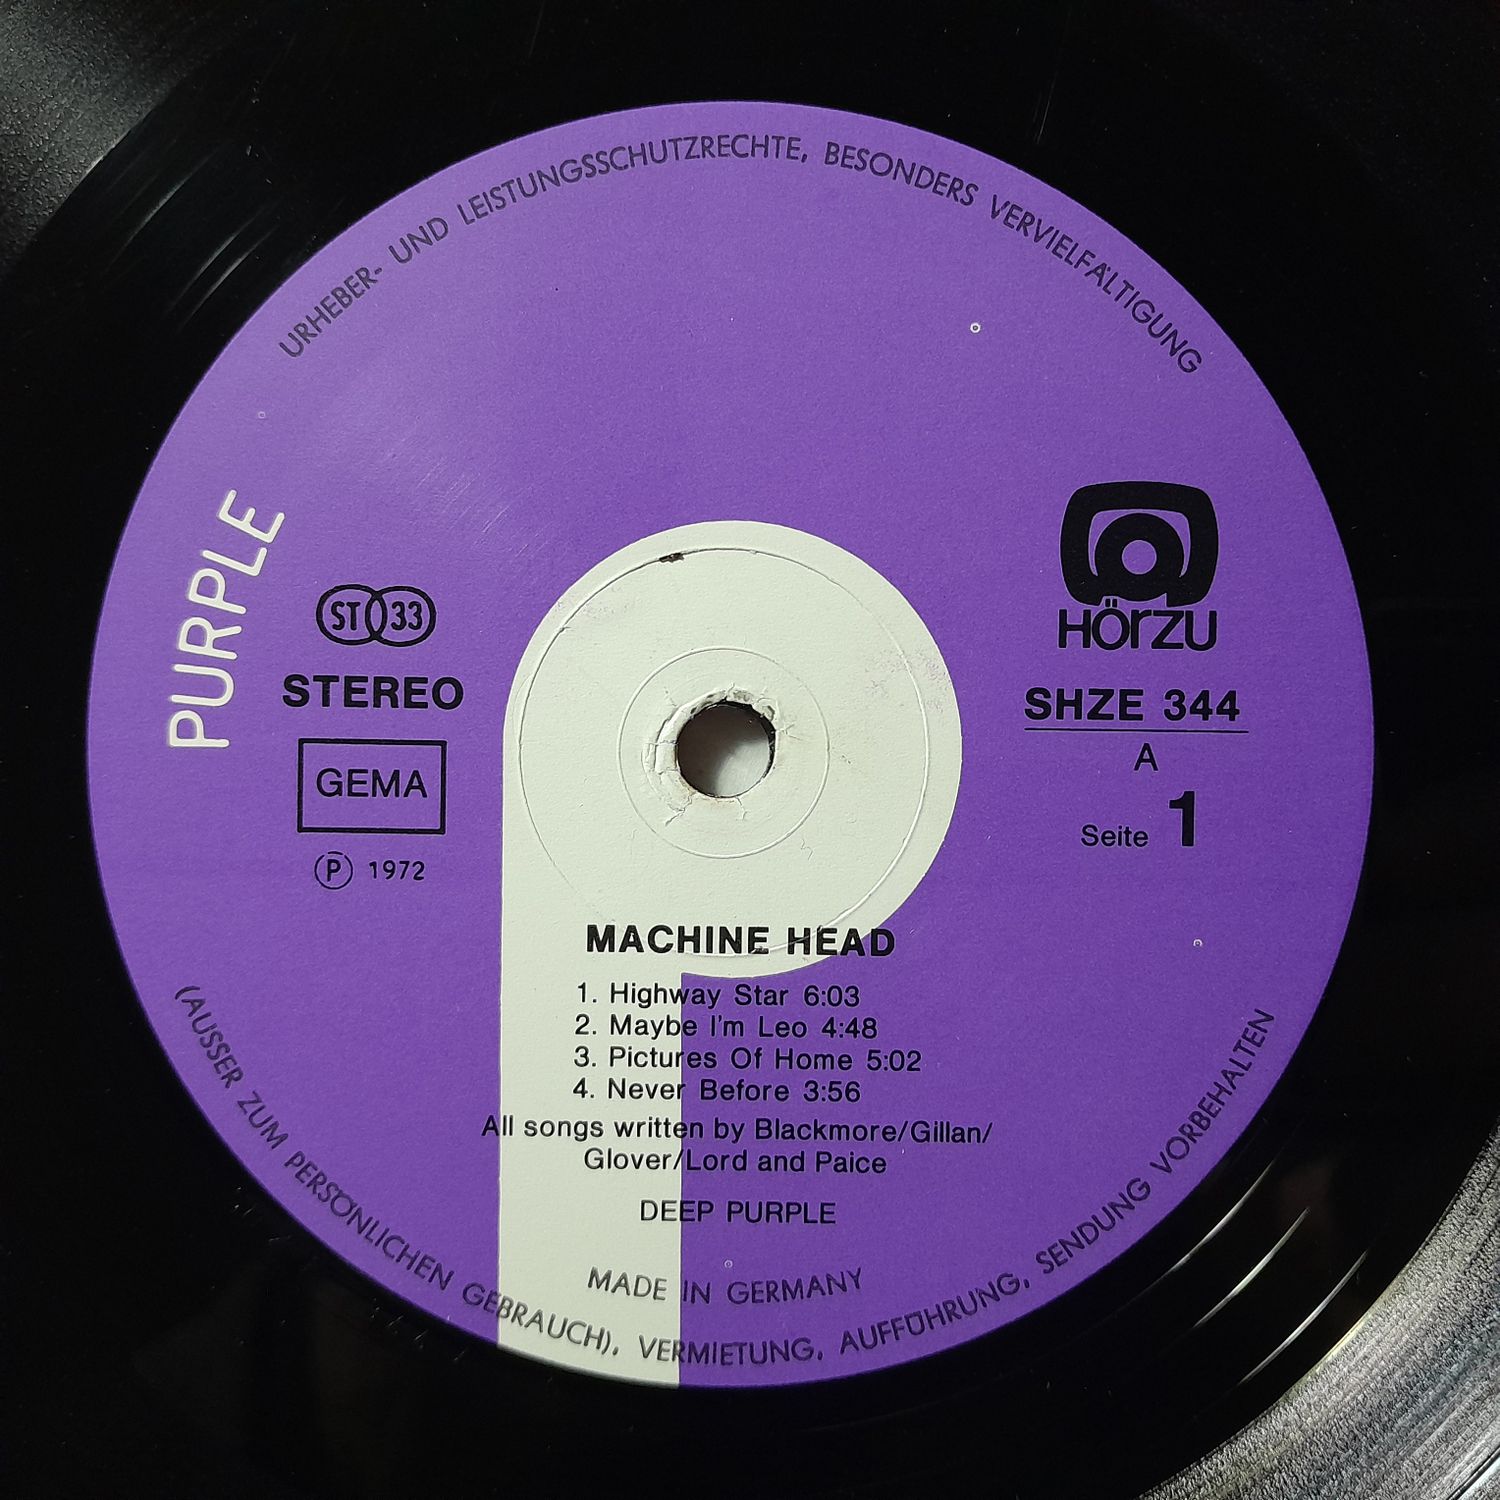 URHEBER- UND LEISTUNGSSCHUTZRECHTE, BESONDERS VERVIELFÄLTIGUNG
PURPLE
ST 33
STEREO
GEMA
Ⓟ 1972
HÖRZU
SHZE 344
A
Seite 1
MACHINE HEAD
1. Highway Star 6:03
2. Maybe I'm Leo 4:48
3. Pictures Of Home 5:02
4. Never Before 3:56
All songs written by Blackmore/Gillan/
Glover/Lord and Paice
DEEP PURPLE
MADE IN GERMANY
(AUSSER ZUM PERSÖNLICHEN GEBRAUCH), VERMIETUNG, AUFFÜHRUNG, SENDUNG VORBEHALTEN